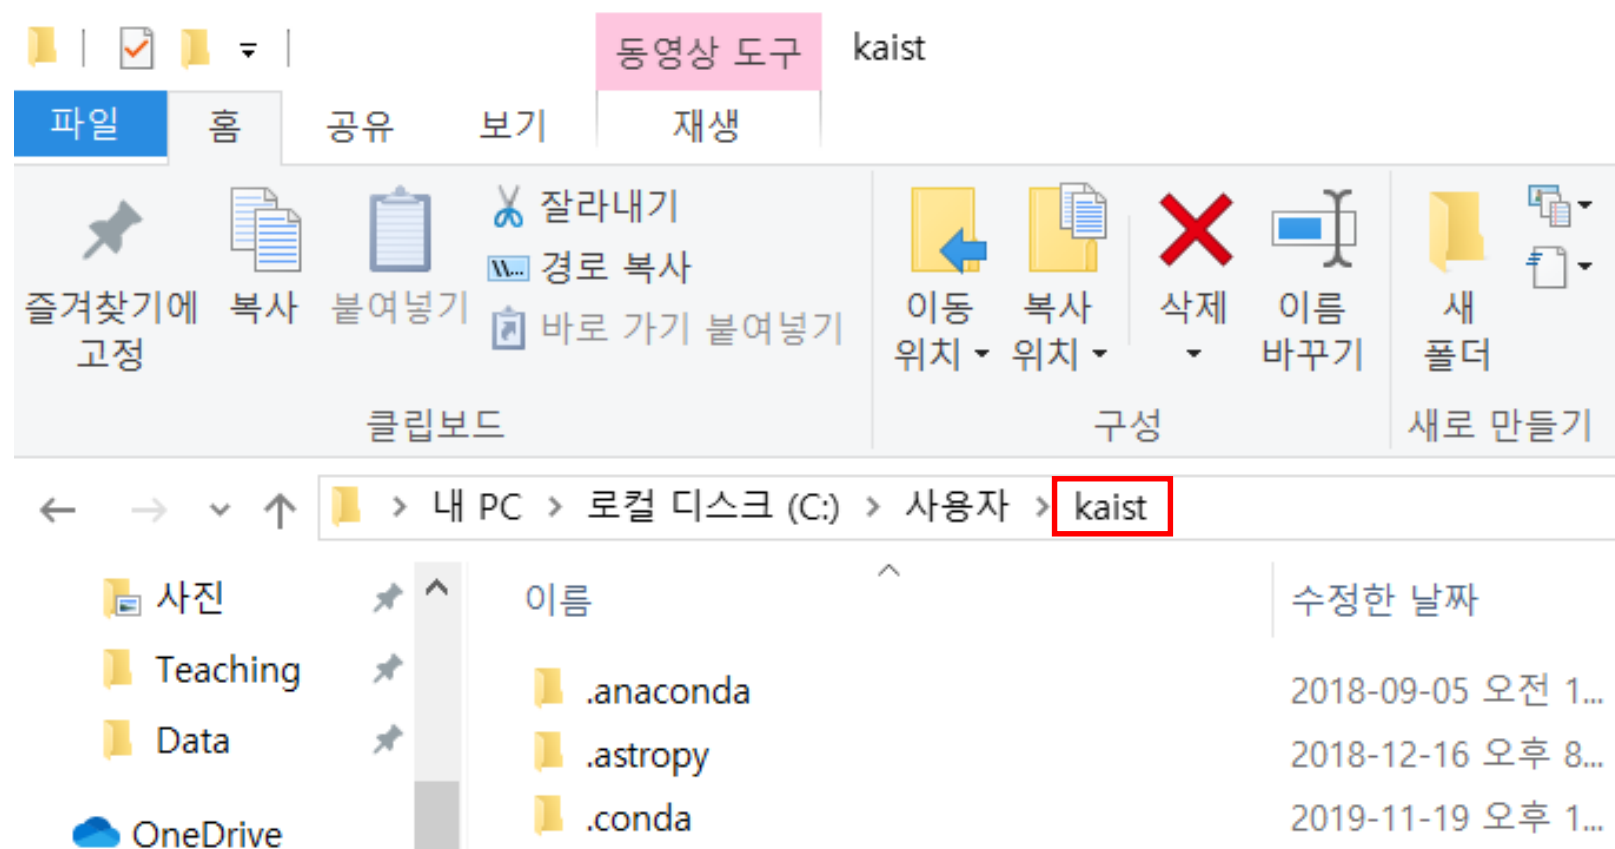 동영상 도구 kaist
파일 홈 공유 보기 재생
잘라내기
\\... 경로 복사
바로 가기 붙여넣기
즐겨찾기에 고정
복사
붙여넣기
클립보드
이동 위치
복사 위치
삭제
이름 바꾸기
구성
새 폴더
새로 만들기
내 PC > 로컬 디스크 (C:) > 사용자 > kaist
사진
Teaching
Data
OneDrive
이름 수정한 날짜
.anaconda 2018-09-05 오전 1...
.astropy 2018-12-16 오후 8...
.conda 2019-11-19 오후 1...